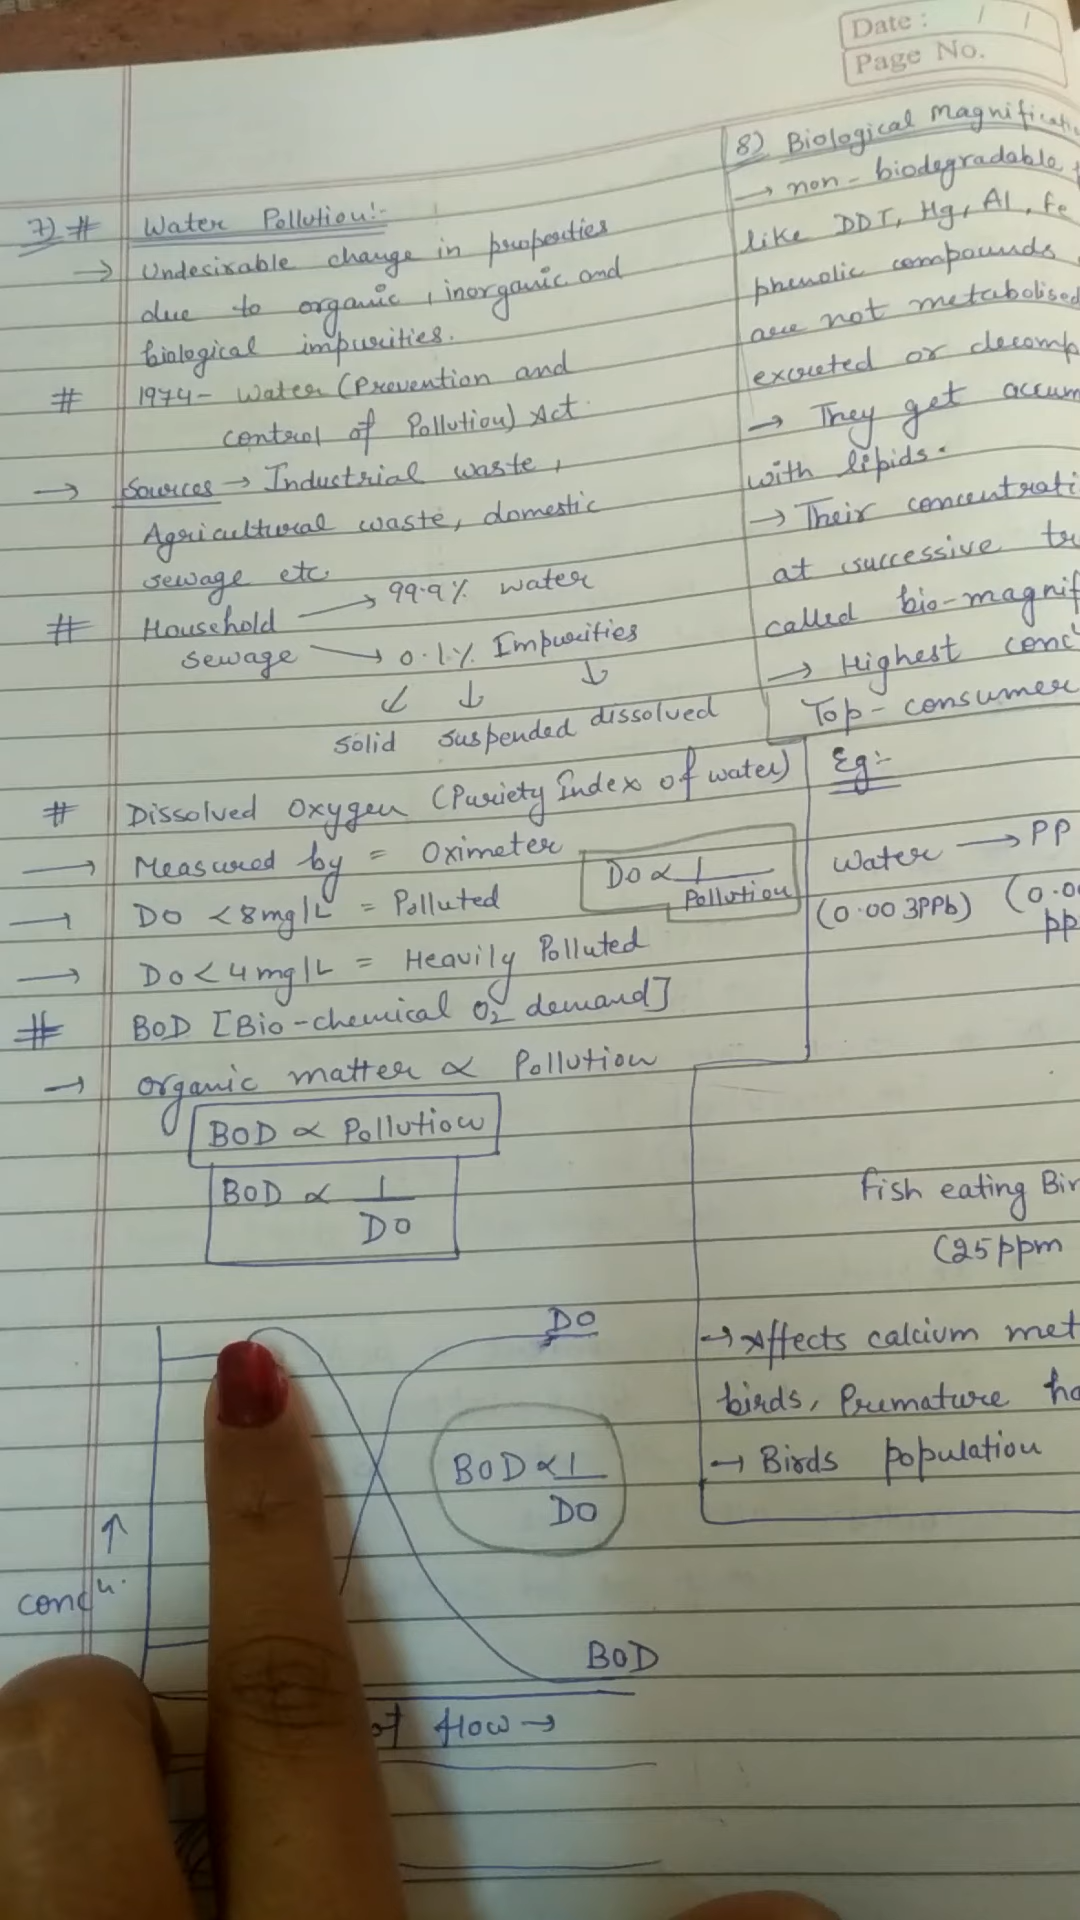 Date : / /
Page No.
7) # Water Pollution:-
→ Undesirable change in properties
due to organic, inorganic and
biological impurities.
# 1974- Water (Prevention and
control of Pollution) Act.
→ Sources → Industrial waste,
Agricultural waste, domestic
sewage etc
# Household → 99.9% water
sewage → 0.1% Impurities
↙ ↓ ↓
solid suspended dissolved
# Dissolved Oxygen (Puriety Index of water)
→ Measured by = Oximeter
→ DO < 8mg/L = Polluted
DO ∝ 1/Pollution
→ DO < 4mg/L = Heavily Polluted
# BOD [Bio-chemical O2 demand]
→ organic matter ∝ Pollution
BOD ∝ Pollution
BOD ∝ 1/DO
DO
BOD ∝ 1/DO
↑
concn.
BOD
of flow →
8) Biological Magnificatio
→ non-biodegradable
like DDT, Hg, Al, Fe
phenolic compounds
are not metabolised
excreted or decomp
→ They get accum
with lipids.
→ Their concentrati
at successive tr
called bio-magnif
→ Highest conc
Top-consumer
Eg:-
Water → PP
(0.003PPb) (0.0
pp
Fish eating Bir
(25ppm
→ Affects calcium met
birds, Premature ha
→ Birds population